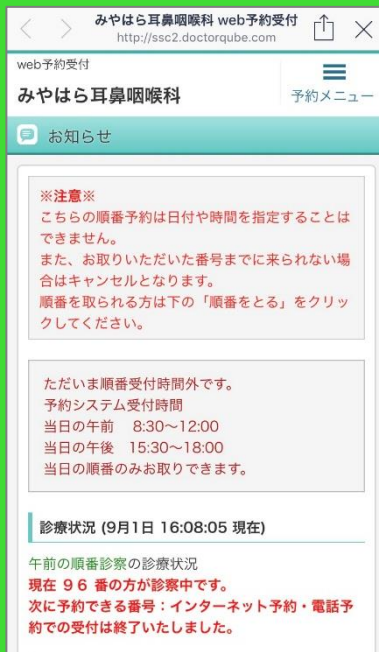 みやはら耳鼻咽喉科 web予約受付
http://ssc2.doctorqube.com
web予約受付
みやはら耳鼻咽喉科
予約メニュー
お知らせ
※注意※
こちらの順番予約は日付や時間を指定することは
できません。
また、お取りいただいた番号までに来られない場
合はキャンセルとなります。
順番を取られる方は下の「順番をとる」をクリッ
クしてください。
ただいま順番受付時間外です。
予約システム受付時間
当日の午前　8:30～12:00
当日の午後　15:30～18:00
当日の順番のみお取りできます。
診療状況 (9月1日 16:08:05 現在)
午前の順番診察の診療状況
現在 ９６ 番の方が診察中です。
次に予約できる番号：インターネット予約・電話予
約での受付は終了いたしました。